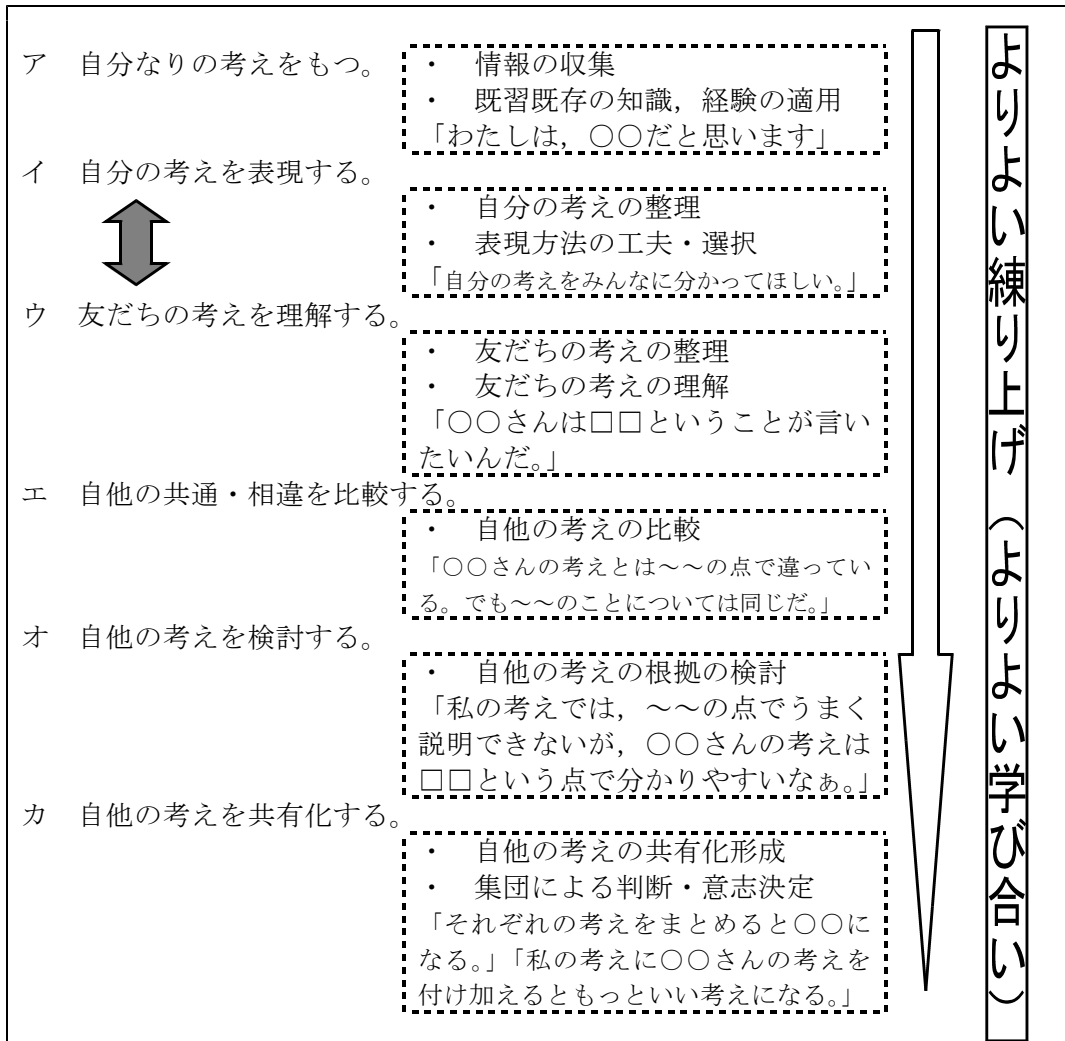 ア　自分なりの考えをもつ。
・　情報の収集
・　既習既存の知識，経験の適用
「わたしは，○○だと思います」
イ　自分の考えを表現する。
・　自分の考えの整理
・　表現方法の工夫・選択
「自分の考えをみんなに分かってほしい。」
ウ　友だちの考えを理解する。
・　友だちの考えの整理
・　友だちの考えの理解
「○○さんは□□ということが言い
たいんだ。」
エ　自他の共通・相違を比較する。
・　自他の考えの比較
「○○さんの考えとは～～の点で違ってい
る。でも～～のことについては同じだ。」
オ　自他の考えを検討する。
・　自他の考えの根拠の検討
「私の考えでは，～～の点でうまく
説明できないが，○○さんの考えは
□□という点で分かりやすいなぁ。」
カ　自他の考えを共有化する。
・　自他の考えの共有化形成
・　集団による判断・意志決定
「それぞれの考えをまとめると○○に
なる。」「私の考えに○○さんの考えを
付け加えるともっといい考えになる。」
よりよい練り上げ（よりよい学び合い）